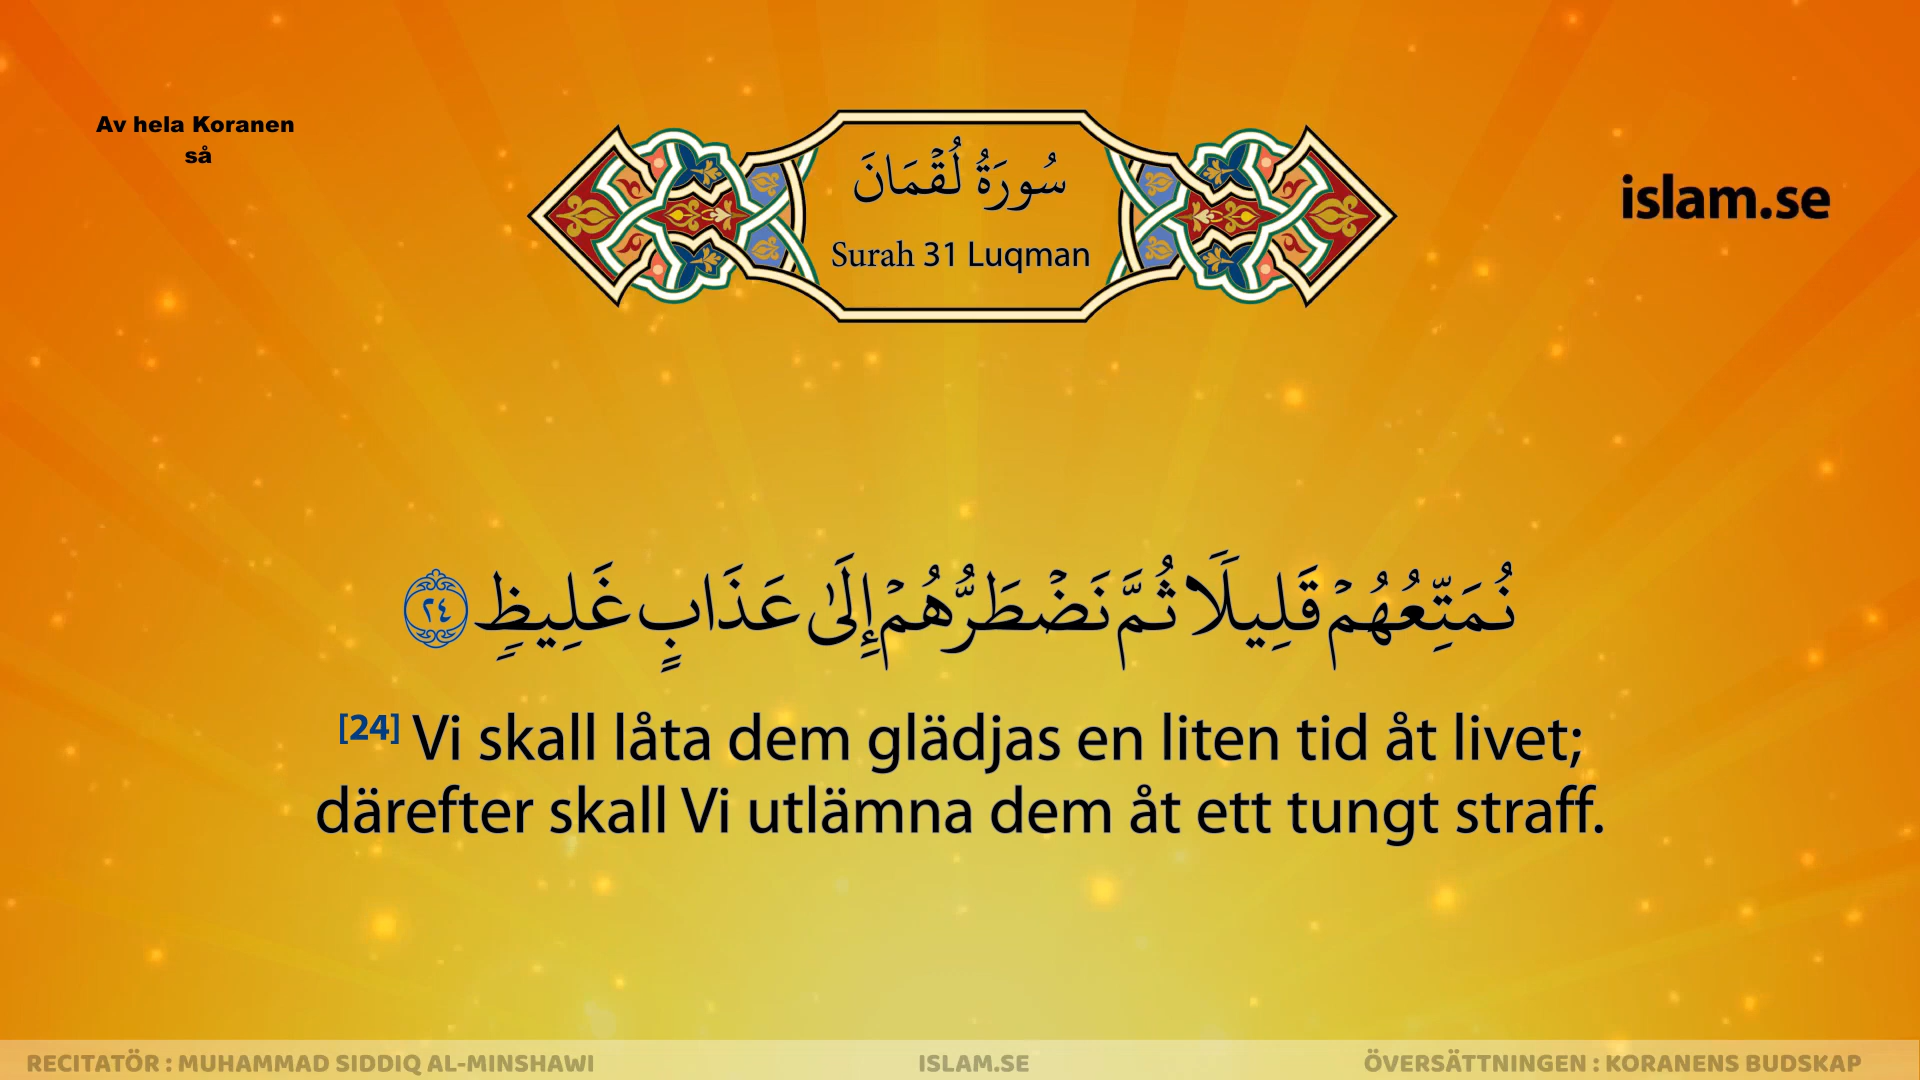 Av hela Koranen
så
سُورَةُ لُقْمَانَ
Surah 31 Luqman
islam.se
نُمَتِّعُهُمْ قَلِيلًا ثُمَّ نَضْطَرُّهُمْ إِلَىٰ عَذَابٍ غَلِيظٍ ٢٤
[24] Vi skall låta dem glädjas en liten tid åt livet;
därefter skall Vi utlämna dem åt ett tungt straff.
RECITATÖR : MUHAMMAD SIDDIQ AL-MINSHAWI
ISLAM.SE
ÖVERSÄTTNINGEN : KORANENS BUDSKAP